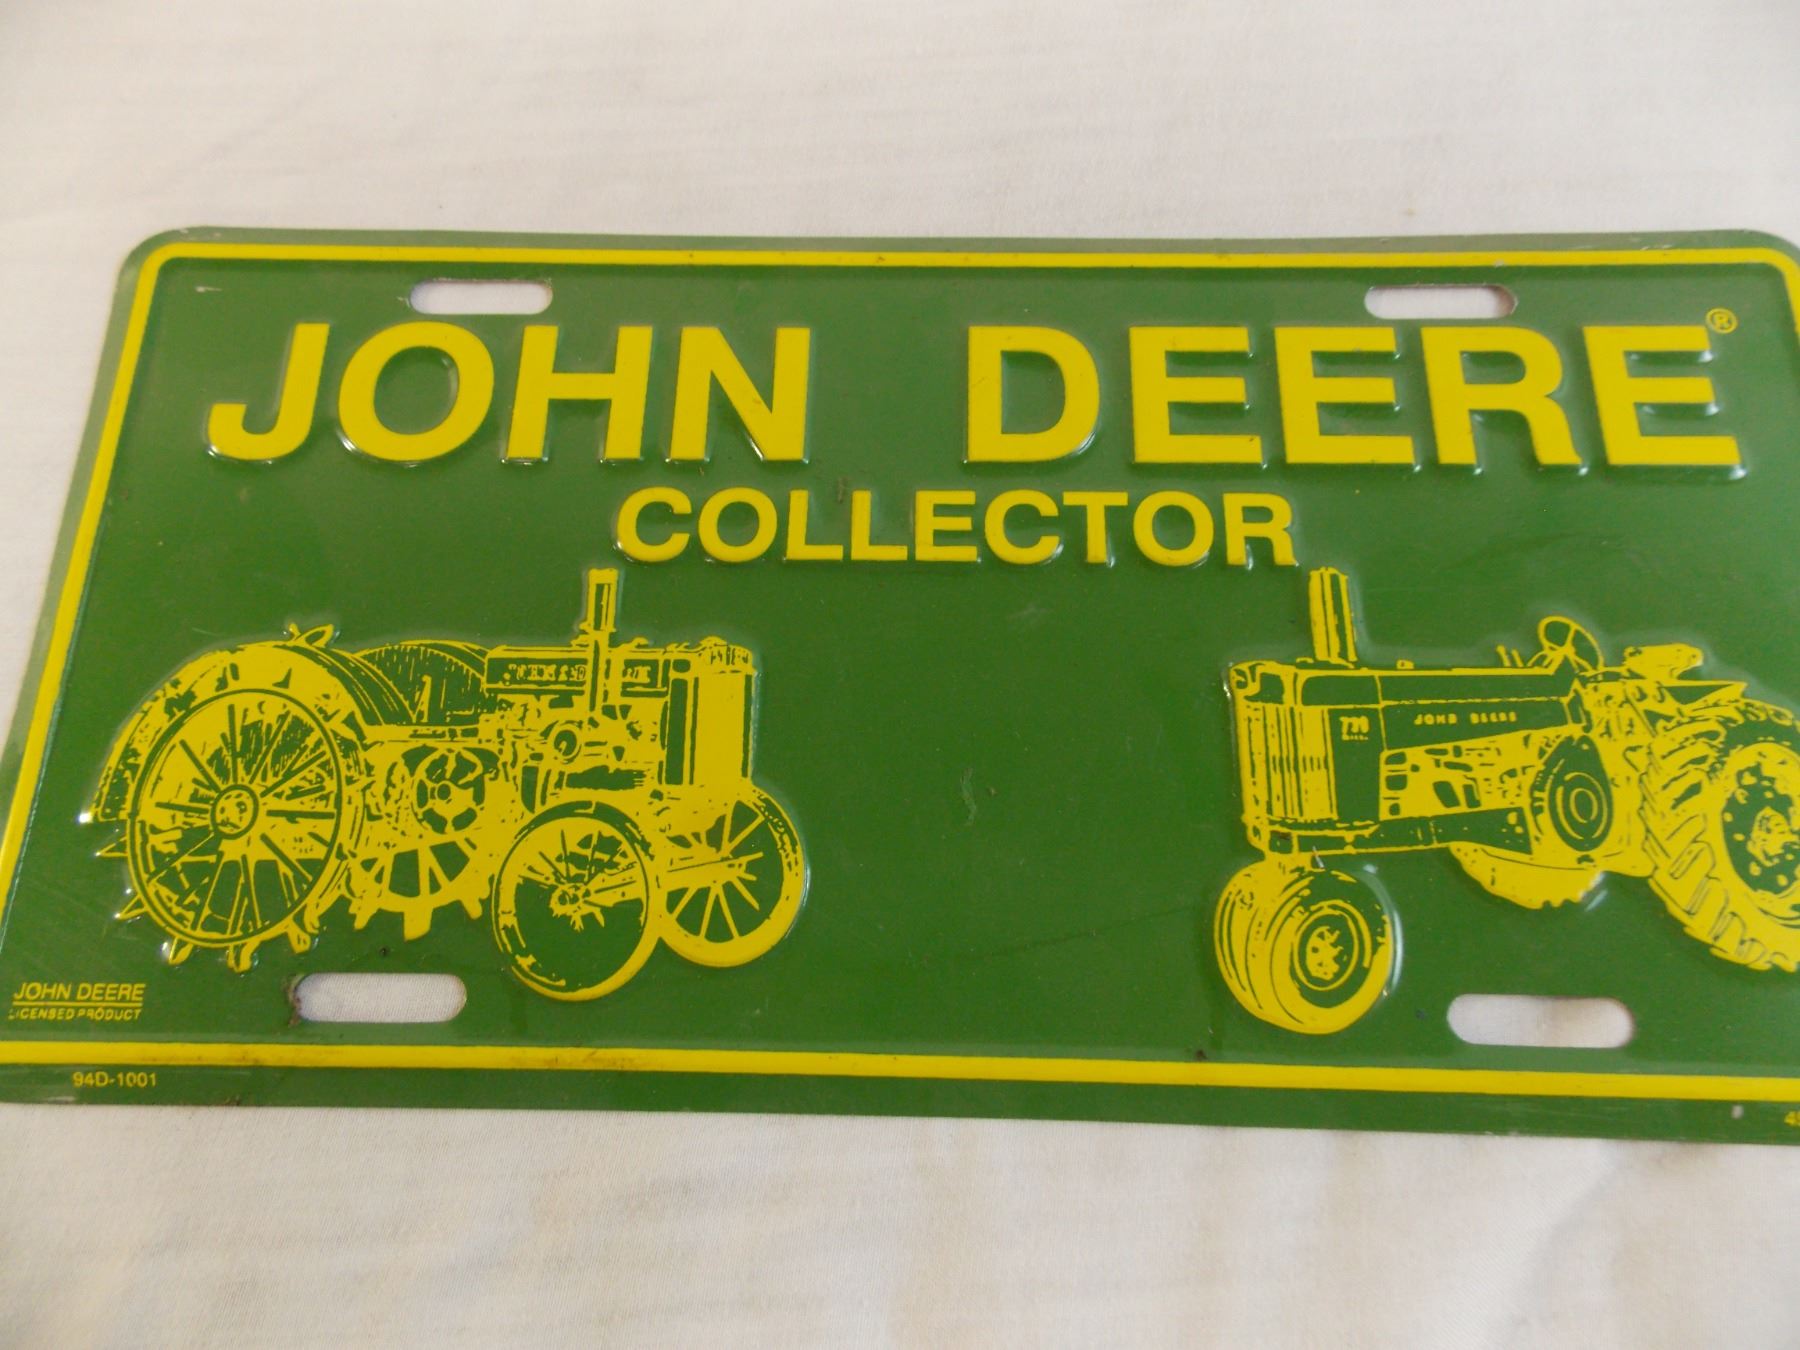 JOHN DEERE®
COLLECTOR
JOHN DEERE
JOHN DEERE
LICENSED PRODUCT
94D-1001